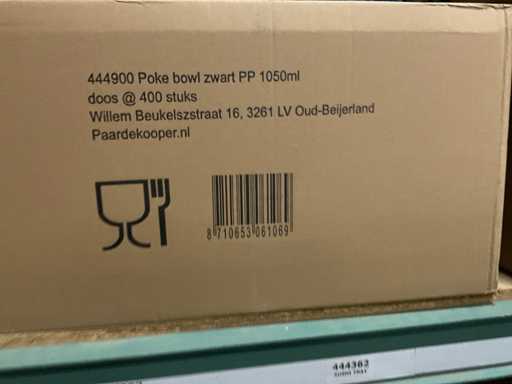 444900 Poke bowl zwart PP 1050ml
doos @ 400 stuks
Willem Beukelszstraat 16, 3261 LV Oud-Beijerland
Paardekooper.nl
8 710653 061069
444362